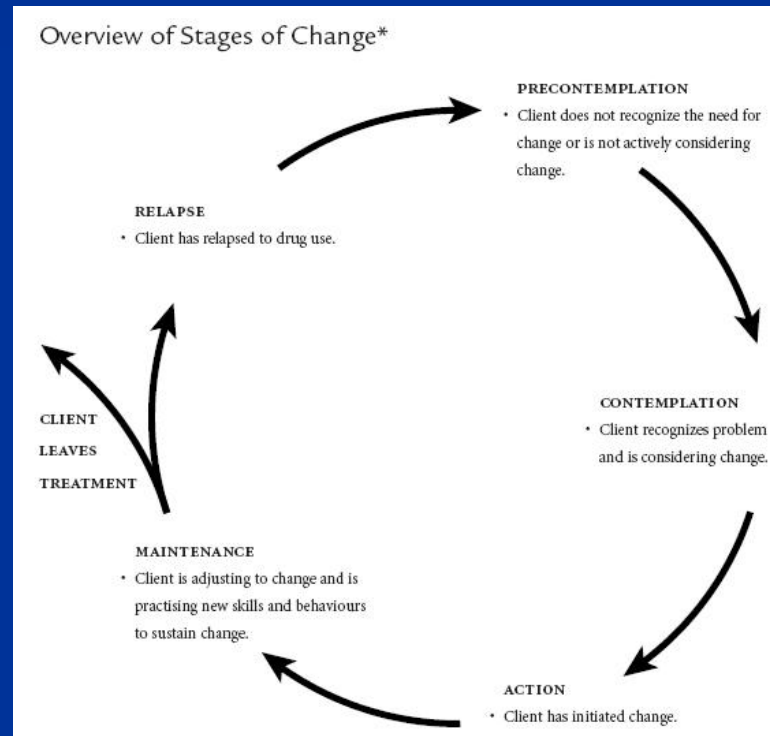 Overview of Stages of Change*
PRECONTEMPLATION
• Client does not recognize the need for
change or is not actively considering
change.
RELAPSE
• Client has relapsed to drug use.
CLIENT
LEAVES
TREATMENT
CONTEMPLATION
• Client recognizes problem
and is considering change.
MAINTENANCE
• Client is adjusting to change and is
practising new skills and behaviours
to sustain change.
ACTION
• Client has initiated change.